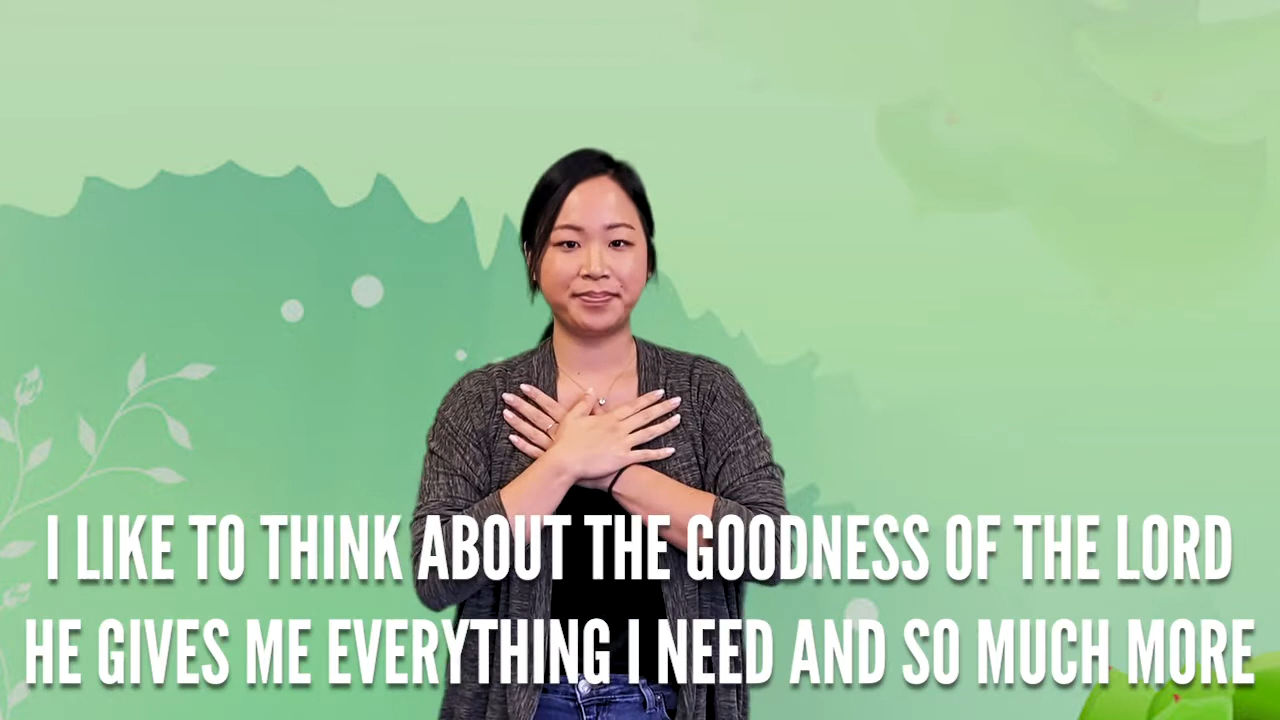 I LIKE TO THINK ABOUT THE GOODNESS OF THE LORD
HE GIVES ME EVERYTHING I NEED AND SO MUCH MORE